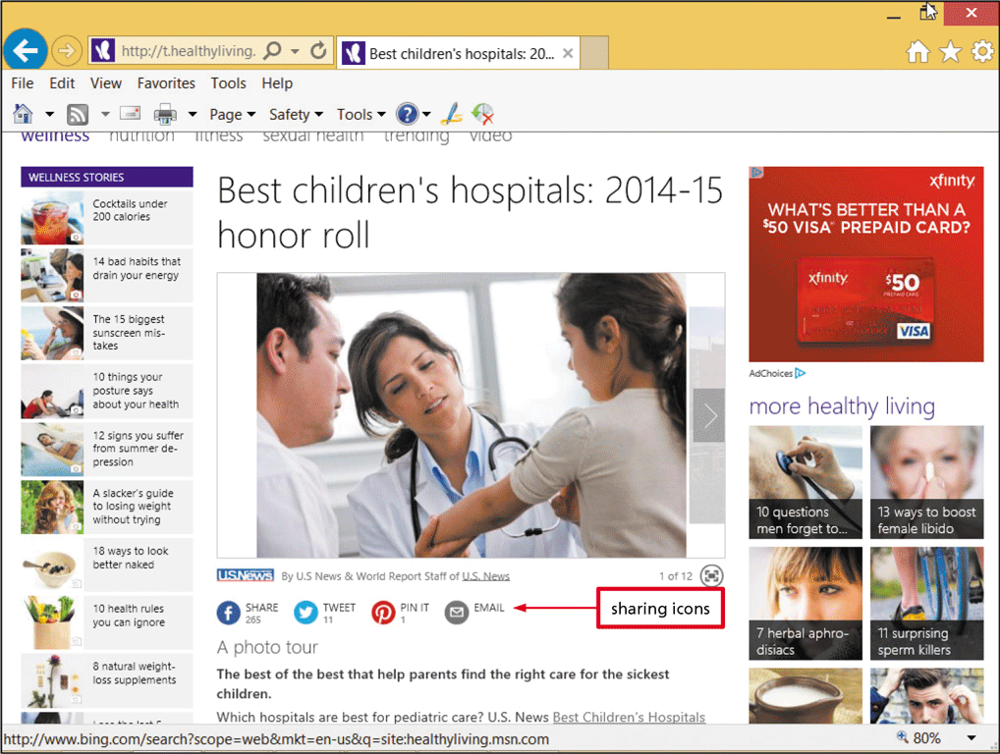 http://t.healthyliving.
Best children's hospitals: 20...
File Edit View Favorites Tools Help
Page Safety Tools
wellness nutrition fitness sexual health trending video
WELLNESS STORIES
Cocktails under
200 calories
14 bad habits that
drain your energy
The 15 biggest
sunscreen mis-
takes
10 things your
posture says
about your health
12 signs you suffer
from summer de-
pression
A slacker's guide
to losing weight
without trying
18 ways to look
better naked
10 health rules
you can ignore
8 natural weight-
loss supplements
Best children's hospitals: 2014-15
honor roll
USNews By U.S News & World Report Staff of U.S. News 1 of 12
SHARE
265
TWEET
11
PIN IT
1
EMAIL
sharing icons
A photo tour
The best of the best that help parents find the right care for the sickest
children.
Which hospitals are best for pediatric care? U.S. News Best Children's Hospitals
xfinity
WHAT'S BETTER THAN A
$50 VISA® PREPAID CARD?
xfinity
$50
PREPAID CARD
VISA
AdChoices
more healthy living
10 questions
men forget to...
13 ways to boost
female libido
7 herbal aphro-
disiacs
11 surprising
sperm killers
http://www.bing.com/search?scope=web&mkt=en-us&q=site:healthyliving.msn.com
80%